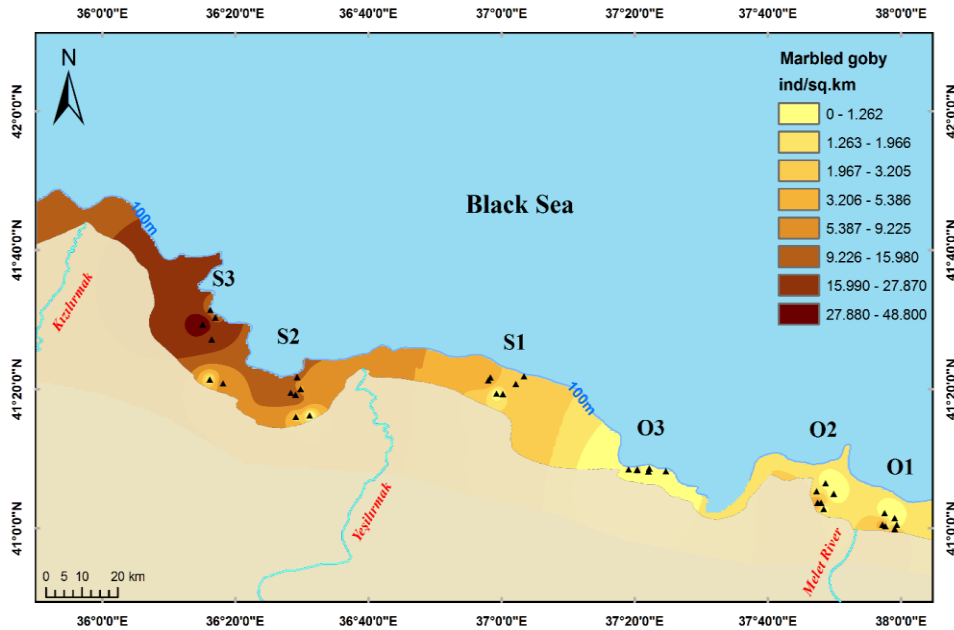 36°0'0"E 36°20'0"E 36°40'0"E 37°0'0"E 37°20'0"E 37°40'0"E 38°0'0"E
N
Marbled goby
ind/sq.km
0 - 1.262
1.263 - 1.966
1.967 - 3.205
3.206 - 5.386
5.387 - 9.225
9.226 - 15.980
15.990 - 27.870
27.880 - 48.800
42°0'0"N
42°0'0"N
Black Sea
100m
41°40'0"N
41°40'0"N
S3
Kızılırmak
S2
S1
41°20'0"N
41°20'0"N
100m
O3
O2
O1
Yeşilırmak
Melet River
41°0'0"N
41°0'0"N
0 5 10 20 km
36°0'0"E 36°20'0"E 36°40'0"E 37°0'0"E 37°20'0"E 37°40'0"E 38°0'0"E